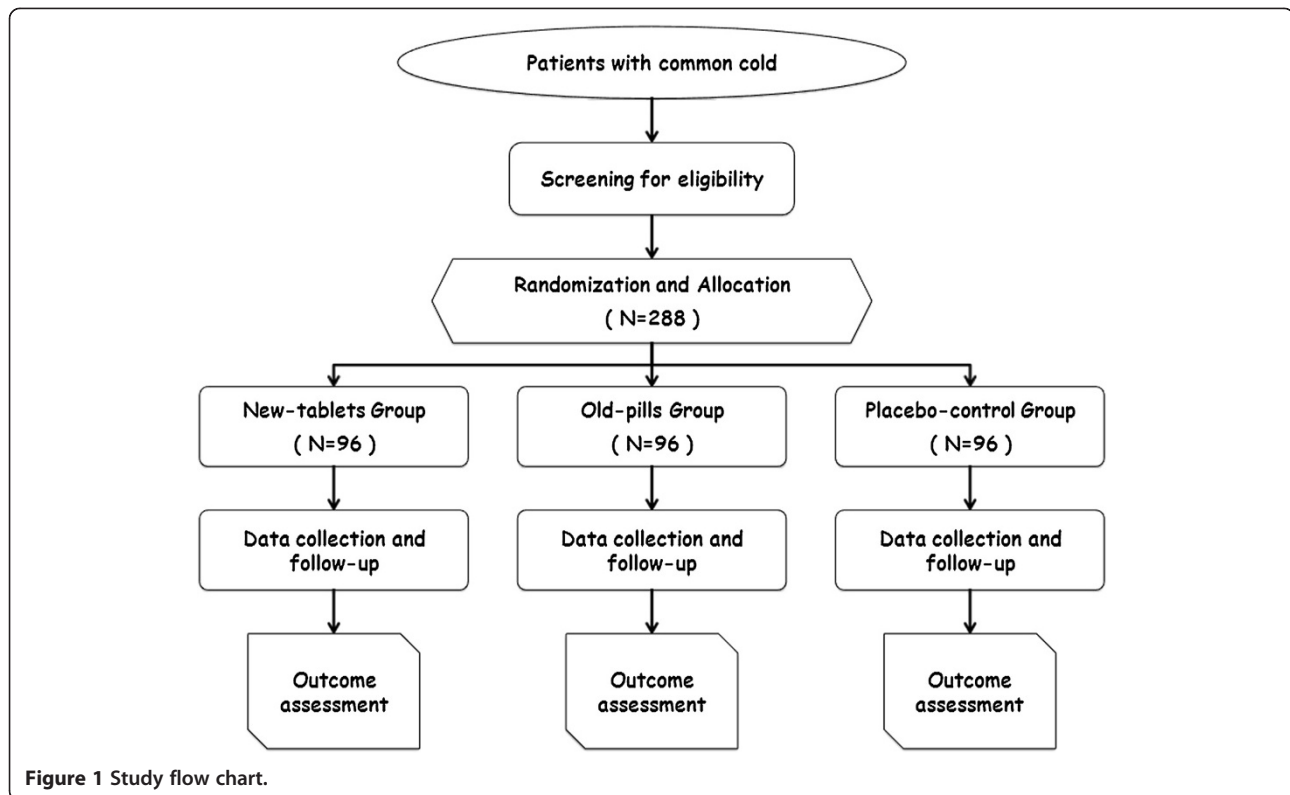 Patients with common cold
Screening for eligibility
Randomization and Allocation
( N=288 )
New-tablets Group
( N=96 )
Old-pills Group
( N=96 )
Placebo-control Group
( N=96 )
Data collection and
follow-up
Data collection and
follow-up
Data collection and
follow-up
Outcome
assessment
Outcome
assessment
Outcome
assessment
Figure 1 Study flow chart.